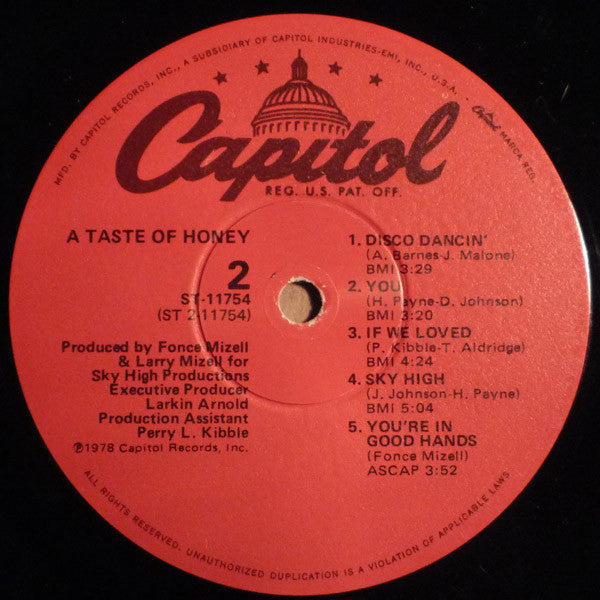 MFD. BY CAPITOL RECORDS, INC., A SUBSIDIARY OF CAPITOL INDUSTRIES-EMI, INC., U.S.A. • Capitol MARCA REG.
Capitol
REG. U.S. PAT. OFF.
A TASTE OF HONEY
2
ST-11754
(ST 2-11754)
Produced by Fonce Mizell
& Larry Mizell for
Sky High Productions
Executive Producer
Larkin Arnold
Production Assistant
Perry L. Kibble
℗1978 Capitol Records, Inc.
1. DISCO DANCIN'
(A. Barnes-J. Malone)
BMI 3:29
2. YOU
(H. Payne-D. Johnson)
BMI 3:20
3. IF WE LOVED
(P. Kibble-T. Aldridge)
BMI 4:24
4. SKY HIGH
(J. Johnson-H. Payne)
BMI 5:04
5. YOU'RE IN
GOOD HANDS
(Fonce Mizell)
ASCAP 3:52
ALL RIGHTS RESERVED. UNAUTHORIZED DUPLICATION IS A VIOLATION OF APPLICABLE LAWS